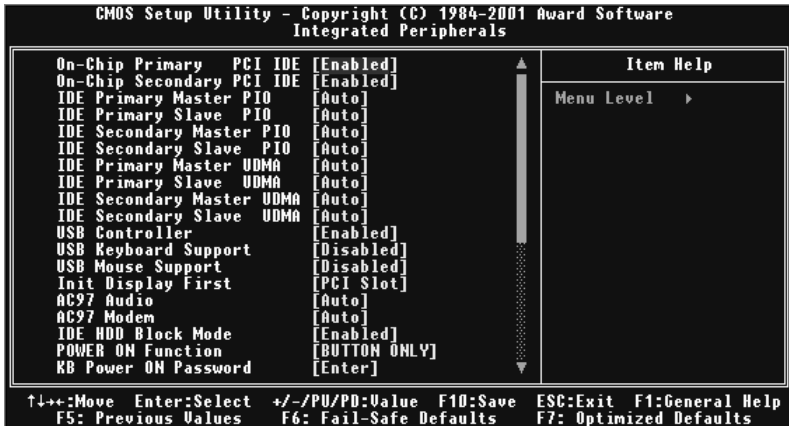 CMOS Setup Utility - Copyright (C) 1984-2001 Award Software
Integrated Peripherals
On-Chip Primary PCI IDE [Enabled]
On-Chip Secondary PCI IDE [Enabled]
IDE Primary Master PIO [Auto]
IDE Primary Slave PIO [Auto]
IDE Secondary Master PIO [Auto]
IDE Secondary Slave PIO [Auto]
IDE Primary Master UDMA [Auto]
IDE Primary Slave UDMA [Auto]
IDE Secondary Master UDMA [Auto]
IDE Secondary Slave UDMA [Auto]
USB Controller [Enabled]
USB Keyboard Support [Disabled]
USB Mouse Support [Disabled]
Init Display First [PCI Slot]
AC97 Audio [Auto]
AC97 Modem [Auto]
IDE HDD Block Mode [Enabled]
POWER ON Function [BUTTON ONLY]
KB Power ON Password [Enter]
Item Help
Menu Level ▸
↑↓→←:Move Enter:Select +/-/PU/PD:Value F10:Save ESC:Exit F1:General Help
F5: Previous Values F6: Fail-Safe Defaults F7: Optimized Defaults